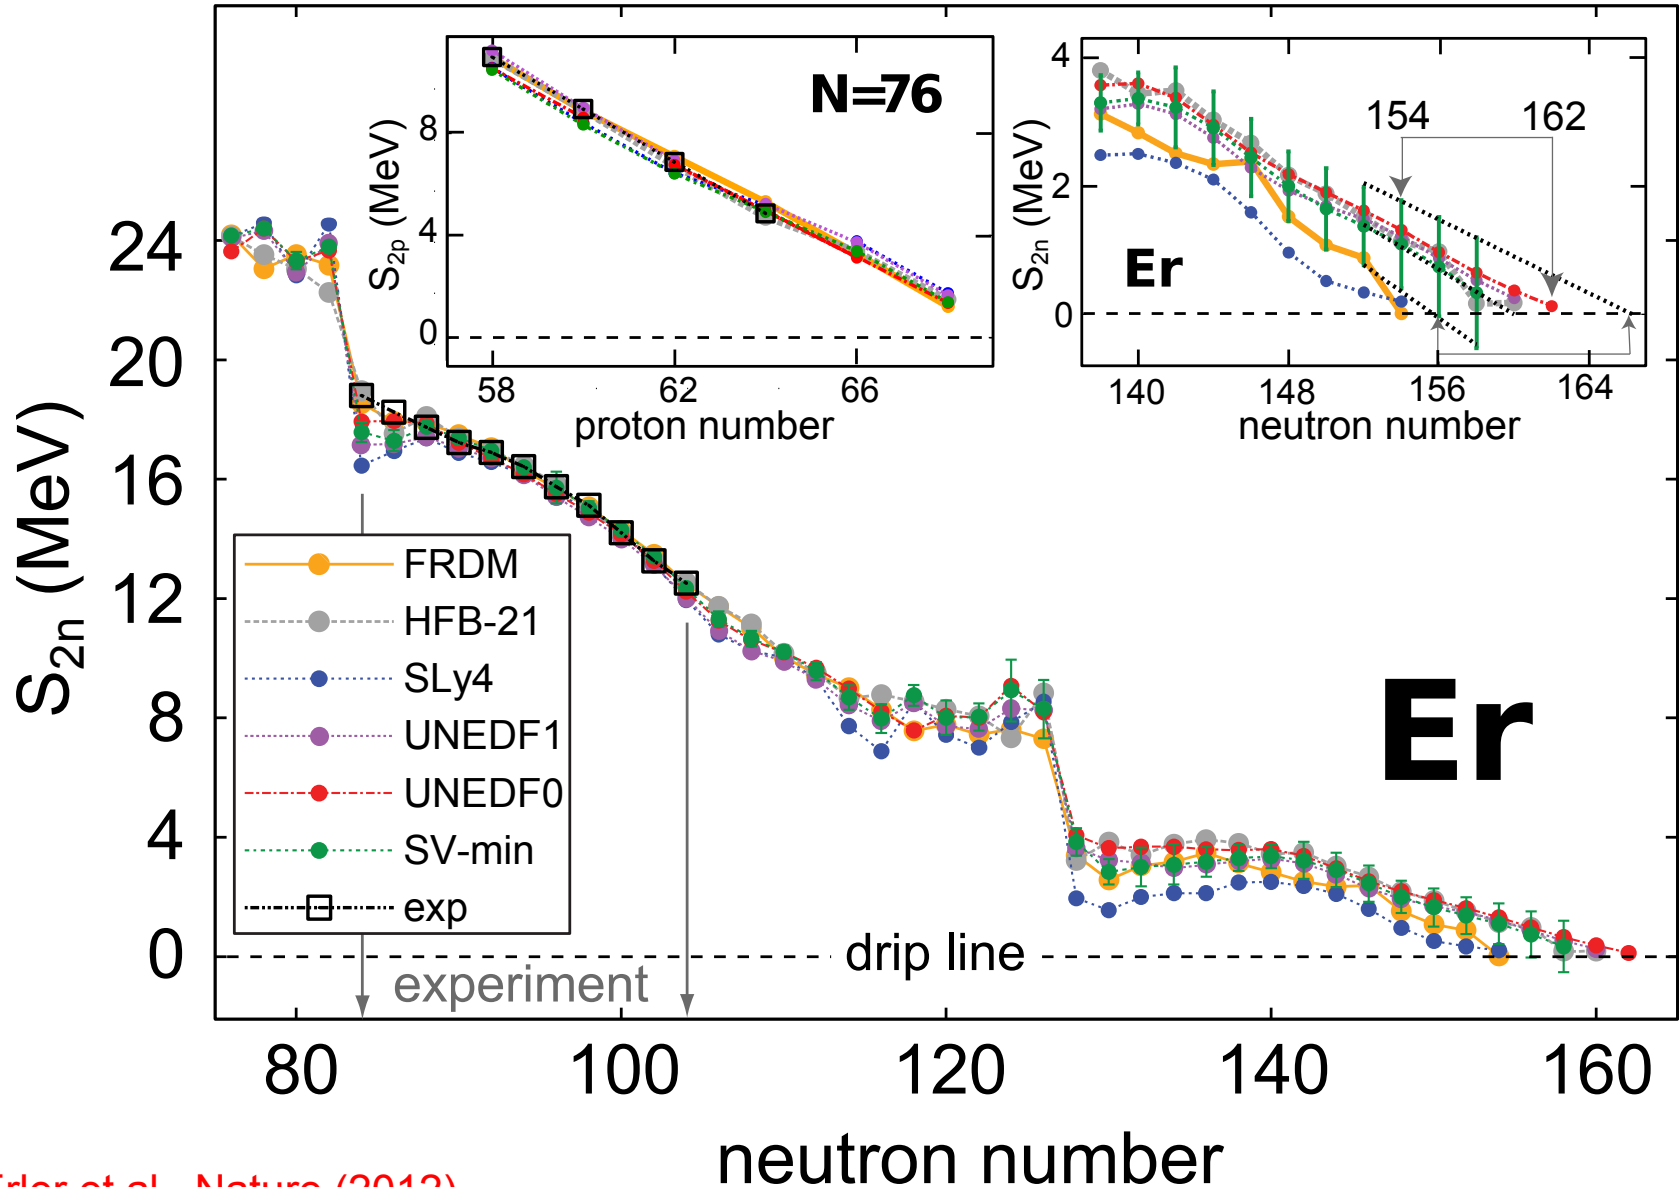 N=76
8
4
0
S2p (MeV)
58
62
66
proton number
4
2
0
S2n (MeV)
154
162
Er
140
148
156
164
neutron number
24
20
16
12
8
4
0
S2n (MeV)
FRDM
HFB-21
SLy4
UNEDF1
UNEDF0
SV-min
exp
Er
drip line
experiment
80
100
120
140
160
neutron number
et al., Nature (2012)